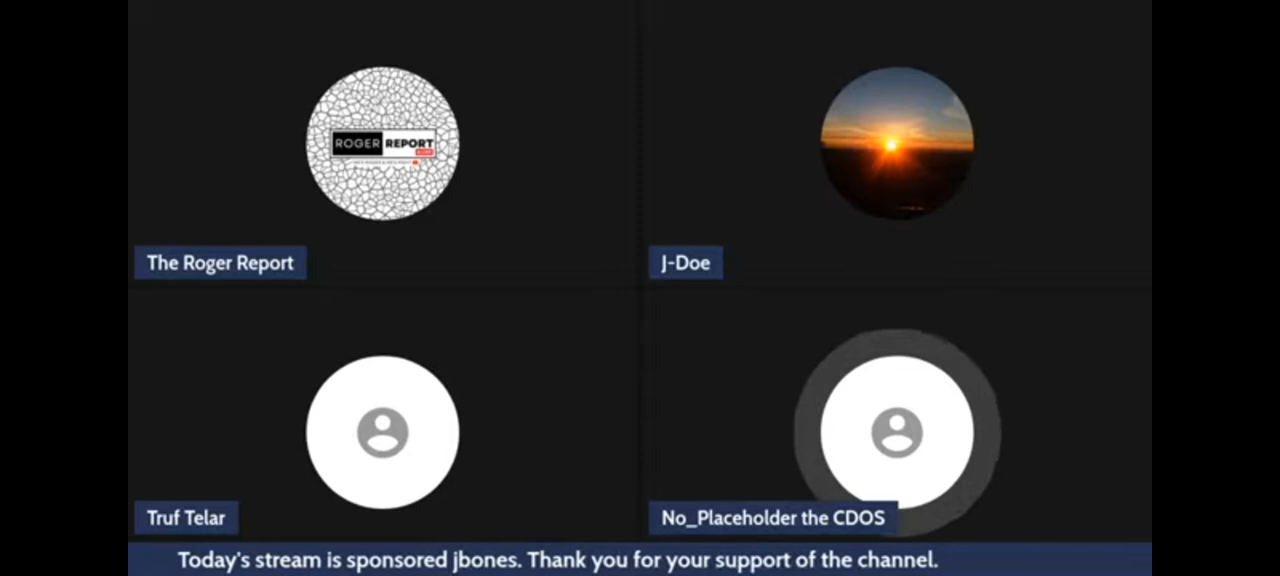 ROGER REPORT
The Roger Report
J-Doe
Truf Telar
No_Placeholder the CDOS
Today's stream is sponsored jbones. Thank you for your support of the channel.